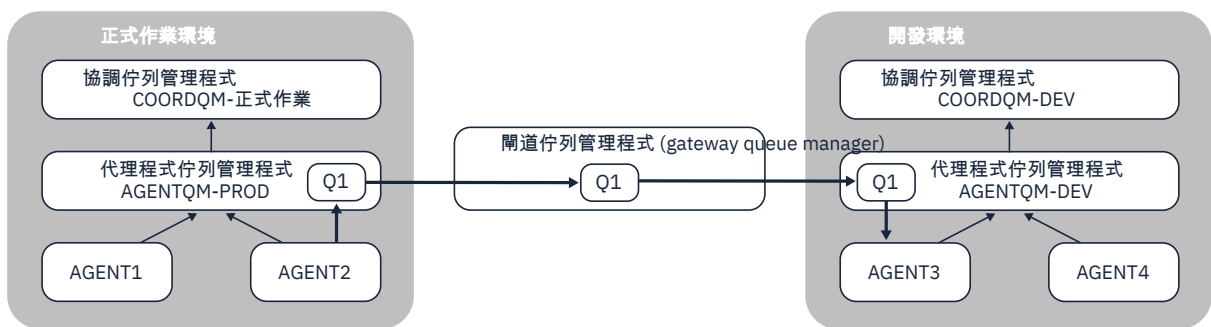 正式作業環境
協調佇列管理程式
COORDQM-正式作業
代理程式佇列管理程式
AGENTQM-PROD
Q1
AGENT1
AGENT2
閘道佇列管理程式 (gateway queue manager)
Q1
開發環境
協調佇列管理程式
COORDQM-DEV
Q1
代理程式佇列管理程式
AGENTQM-DEV
AGENT3
AGENT4